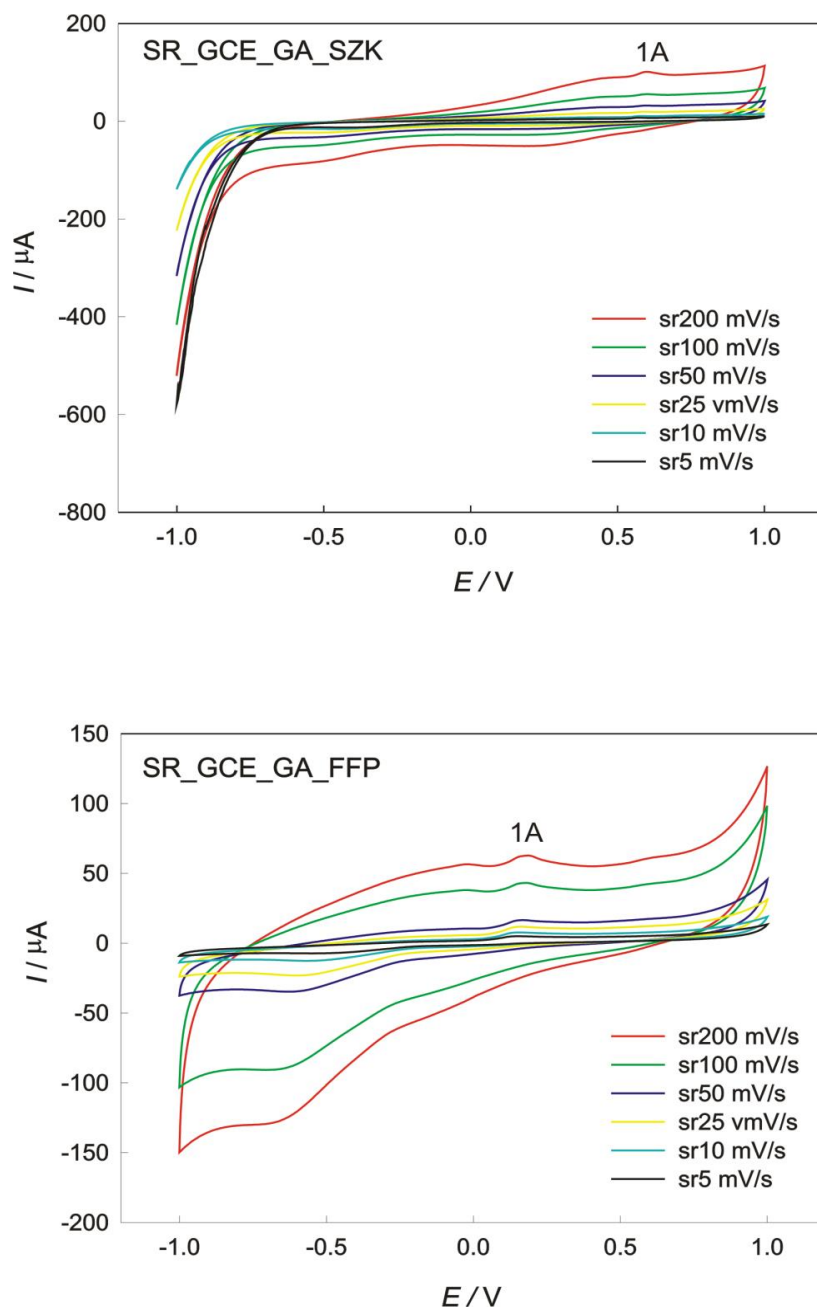 200
SR_GCE_GA_SZK
1A
0
-200
I / µA
-400
-600
-800
sr200 mV/s
sr100 mV/s
sr50 mV/s
sr25 vmV/s
sr10 mV/s
sr5 mV/s
-1.0 -0.5 0.0 0.5 1.0
E / V
150
SR_GCE_GA_FFP
100
1A
50
0
I / µA
-50
-100
-150
-200
sr200 mV/s
sr100 mV/s
sr50 mV/s
sr25 vmV/s
sr10 mV/s
sr5 mV/s
-1.0 -0.5 0.0 0.5 1.0
E / V